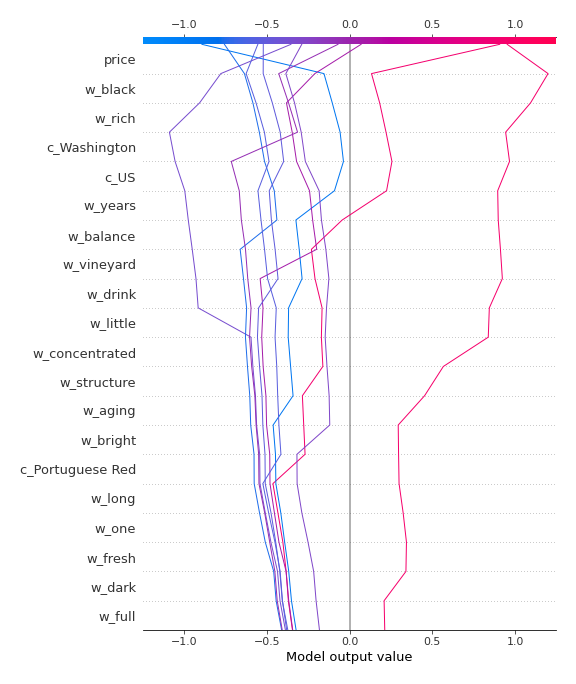 −1.0 −0.5 0.0 0.5 1.0
price
w_black
w_rich
c_Washington
c_US
w_years
w_balance
w_vineyard
w_drink
w_little
w_concentrated
w_structure
w_aging
w_bright
c_Portuguese Red
w_long
w_one
w_fresh
w_dark
w_full
−1.0 −0.5 0.0 0.5 1.0
Model output value